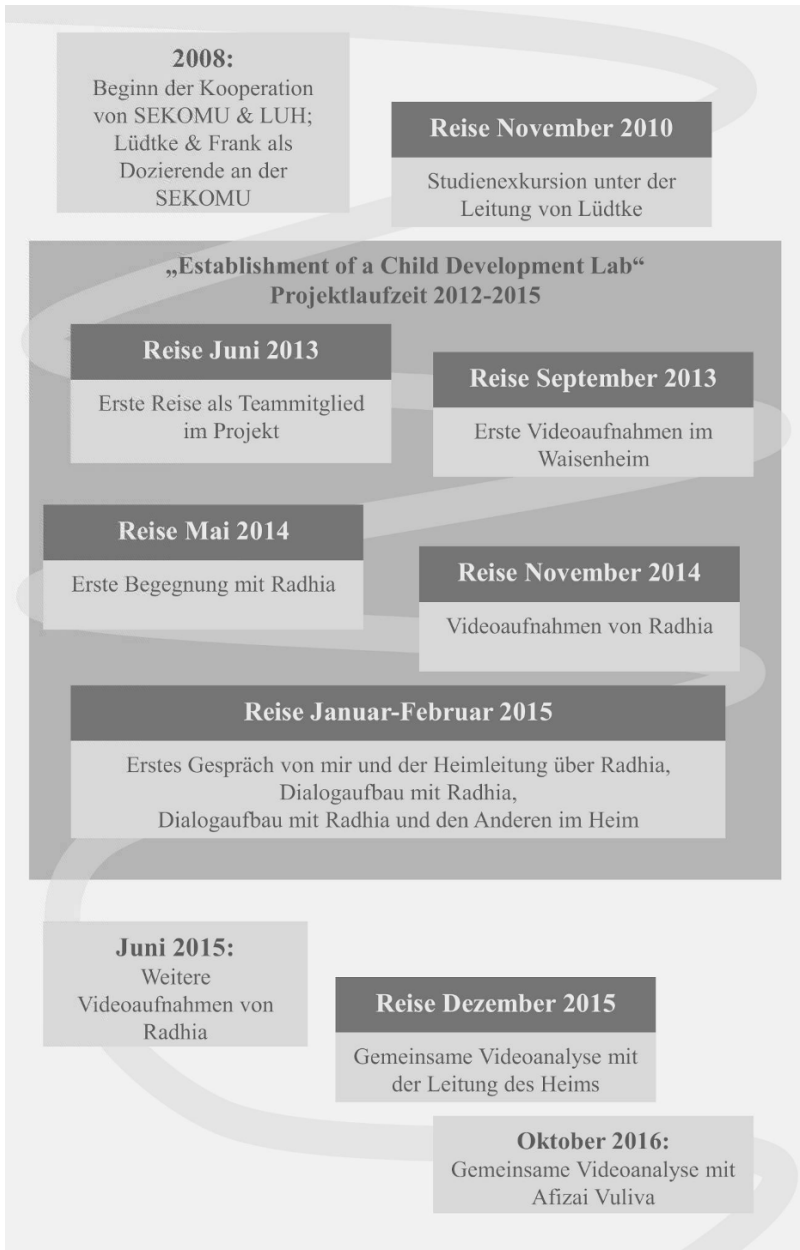 2008:
Beginn der Kooperation
von SEKOMU & LUH;
Lüdtke & Frank als
Dozierende an der
SEKOMU
Reise November 2010
Studienexkursion unter der
Leitung von Lüdtke
„Establishment of a Child Development Lab“
Projektlaufzeit 2012-2015
Reise Juni 2013
Erste Reise als Teammitglied
im Projekt
Reise September 2013
Erste Videoaufnahmen im
Waisenheim
Reise Mai 2014
Erste Begegnung mit Radhia
Reise November 2014
Videoaufnahmen von Radhia
Reise Januar-Februar 2015
Erstes Gespräch von mir und der Heimleitung über Radhia,
Dialogaufbau mit Radhia,
Dialogaufbau mit Radhia und den Anderen im Heim
Juni 2015:
Weitere
Videoaufnahmen von
Radhia
Reise Dezember 2015
Gemeinsame Videoanalyse mit
der Leitung des Heims
Oktober 2016:
Gemeinsame Videoanalyse mit
Afizai Vuliva